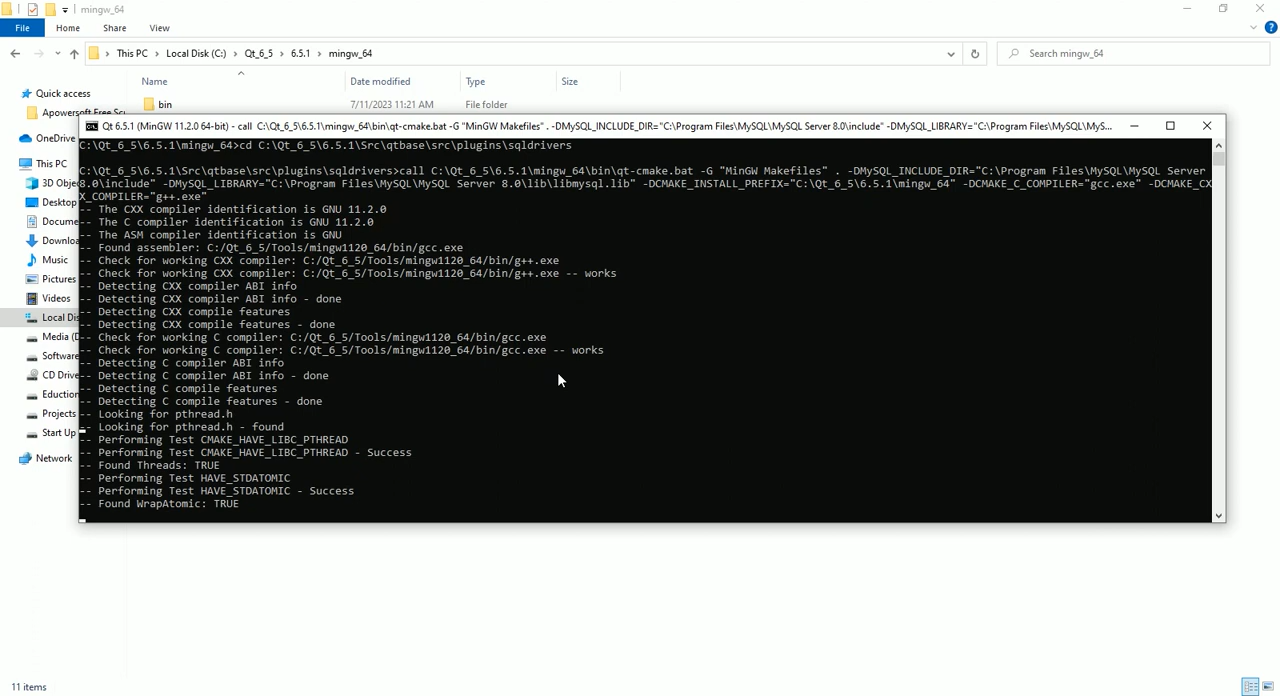 mingw_64
File
Home
Share
View
This PC
Local Disk (C:)
Qt_6_5
6.5.1
mingw_64
Search mingw_64
Name
Date modified
Type
Size
Quick access
bin
7/11/2023 11:21 AM
File folder
Apowersoft Free
OneDrive
This PC
Desktop
Music
Pictures
Videos
Media
Software
Projects
Start Up
Network
Qt 6.5.1 (MinGW 11.2.0 64-bit) - call C:\Qt_6_5\6.5.1\mingw_64\bin\qt-cmake.bat -G "MinGW Makefiles" . -DMySQL_INCLUDE_DIR="C:\Program Files\MySQL\MySQL Server 8.0\include" -DMySQL_LIBRARY="C:\Program Files\MySQL\My...
C:\Qt_6_5\6.5.1\mingw_64>cd C:\Qt_6_5\6.5.1\Src\qtbase\src\plugins\sqldrivers
C:\Qt_6_5\6.5.1\Src\qtbase\src\plugins\sqldrivers>call C:\Qt_6_5\6.5.1\mingw_64\bin\qt-cmake.bat -G "MinGW Makefiles" . -DMySQL_INCLUDE_DIR="C:\Program Files\MySQL\MySQL Server
8.0\include" -DMySQL_LIBRARY="C:\Program Files\MySQL\MySQL Server 8.0\lib\libmysql.lib" -DCMAKE_INSTALL_PREFIX="C:\Qt_6_5\6.5.1\mingw_64" -DCMAKE_C_COMPILER="gcc.exe" -DCMAKE_CX
X_COMPILER="g++.exe"
-- The CXX compiler identification is GNU 11.2.0
-- The C compiler identification is GNU 11.2.0
-- The ASM compiler identification is GNU
-- Found assembler: C:/Qt_6_5/Tools/mingw1120_64/bin/gcc.exe
-- Check for working CXX compiler: C:/Qt_6_5/Tools/mingw1120_64/bin/g++.exe
-- Check for working CXX compiler: C:/Qt_6_5/Tools/mingw1120_64/bin/g++.exe -- works
-- Detecting CXX compiler ABI info
-- Detecting CXX compiler ABI info - done
-- Detecting CXX compile features
-- Detecting CXX compile features - done
-- Check for working C compiler: C:/Qt_6_5/Tools/mingw1120_64/bin/gcc.exe
-- Check for working C compiler: C:/Qt_6_5/Tools/mingw1120_64/bin/gcc.exe -- works
-- Detecting C compiler ABI info
-- Detecting C compiler ABI info - done
-- Detecting C compile features
-- Detecting C compile features - done
-- Looking for pthread.h
-- Looking for pthread.h - found
-- Performing Test CMAKE_HAVE_LIBC_PTHREAD
-- Performing Test CMAKE_HAVE_LIBC_PTHREAD - Success
-- Found Threads: TRUE
-- Performing Test HAVE_STDATOMIC
-- Performing Test HAVE_STDATOMIC - Success
-- Found WrapAtomic: TRUE
11 items